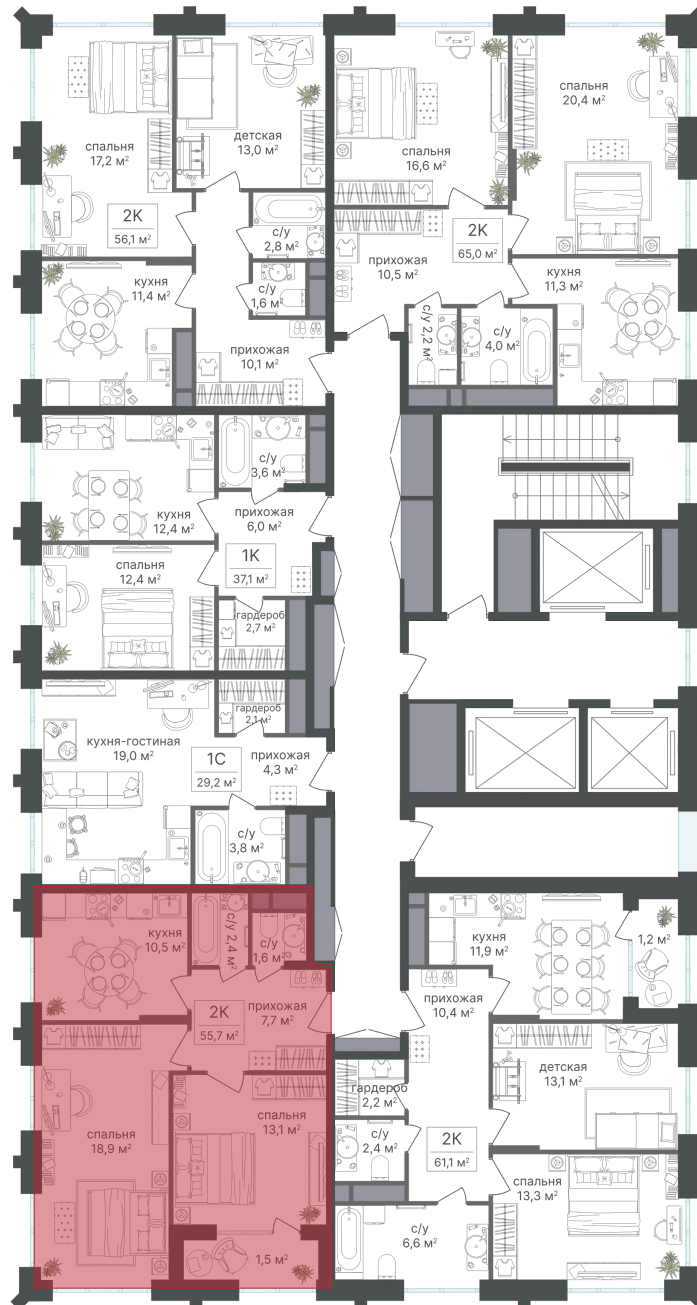 спальня
17,2 м²
детская
13,0 м²
2К
56,1 м²
с/у
2,8 м²
кухня
11,4 м²
с/у
1,6 м²
прихожая
10,1 м²
спальня
16,6 м²
спальня
20,4 м²
2К
65,0 м²
прихожая
10,5 м²
кухня
11,3 м²
с/у 2,2 м²
с/у
4,0 м²
с/у
3,6 м²
кухня
12,4 м²
прихожая
6,0 м²
1К
37,1 м²
спальня
12,4 м²
гардероб
2,7 м²
гардероб
2,1 м²
кухня-гостиная
19,0 м²
1С
29,2 м²
прихожая
4,3 м²
с/у
3,8 м²
кухня
10,5 м²
с/у 2,4 м²
с/у
1,6 м²
2К
55,7 м²
прихожая
7,7 м²
спальня
18,9 м²
спальня
13,1 м²
1,5 м²
кухня
11,9 м²
1,2 м²
прихожая
10,4 м²
детская
13,1 м²
гардероб
2,2 м²
с/у
2,4 м²
2К
61,1 м²
спальня
13,3 м²
с/у
6,6 м²